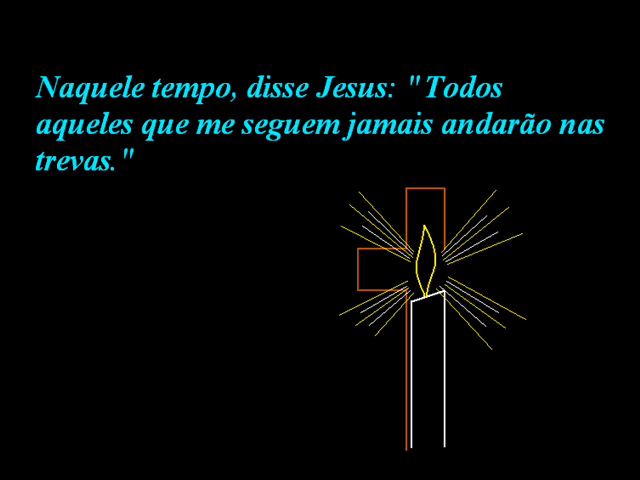 Naquele tempo, disse Jesus: "Todos
aqueles que me seguem jamais andarão nas
trevas."